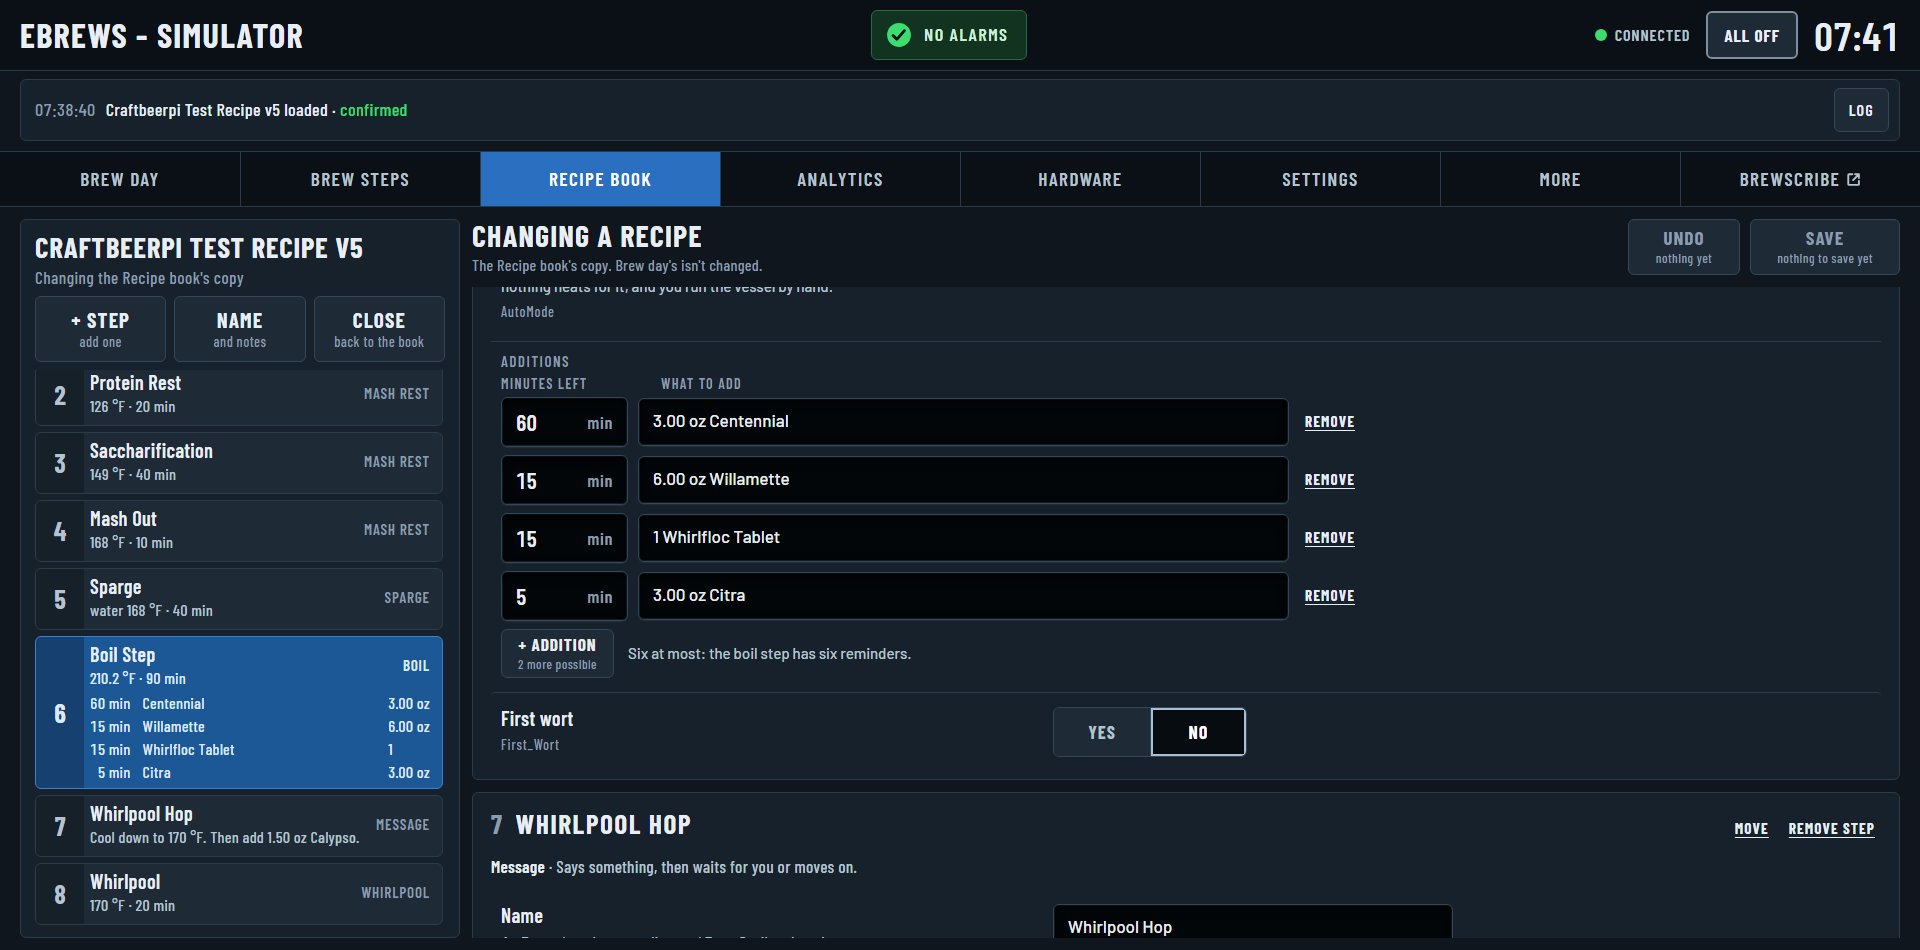 EBREWS - SIMULATOR
NO ALARMS
CONNECTED
ALL OFF
07:41
07:38:40 Craftbeerpi Test Recipe v5 loaded · confirmed
LOG
BREW DAY
BREW STEPS
RECIPE BOOK
ANALYTICS
HARDWARE
SETTINGS
MORE
BREWSCRIBE
CRAFTBEERPI TEST RECIPE V5
Changing the Recipe book's copy
+ STEP
add one
NAME
and notes
CLOSE
back to the book
2 Protein Rest
126 °F · 20 min
MASH REST
3 Saccharification
149 °F · 40 min
MASH REST
4 Mash Out
168 °F · 10 min
MASH REST
5 Sparge
water 168 °F · 40 min
SPARGE
6 Boil Step
210.2 °F · 90 min
BOIL
60 min Centennial 3.00 oz
15 min Willamette 6.00 oz
15 min Whirlfloc Tablet 1
5 min Citra 3.00 oz
7 Whirlpool Hop
Cool down to 170 °F. Then add 1.50 oz Calypso.
MESSAGE
8 Whirlpool
170 °F · 20 min
WHIRLPOOL
CHANGING A RECIPE
The Recipe book's copy. Brew day's isn't changed.
UNDO
nothing yet
SAVE
nothing to save yet
nothing heats for it, and you run the vessel by hand.
AutoMode
ADDITIONS
MINUTES LEFT WHAT TO ADD
60 min 3.00 oz Centennial REMOVE
15 min 6.00 oz Willamette REMOVE
15 min 1 Whirlfloc Tablet REMOVE
5 min 3.00 oz Citra REMOVE
+ ADDITION
2 more possible
Six at most: the boil step has six reminders.
First wort
First_Wort
YES
NO
7 WHIRLPOOL HOP
MOVE
REMOVE STEP
Message · Says something, then waits for you or moves on.
Name
Whirlpool Hop